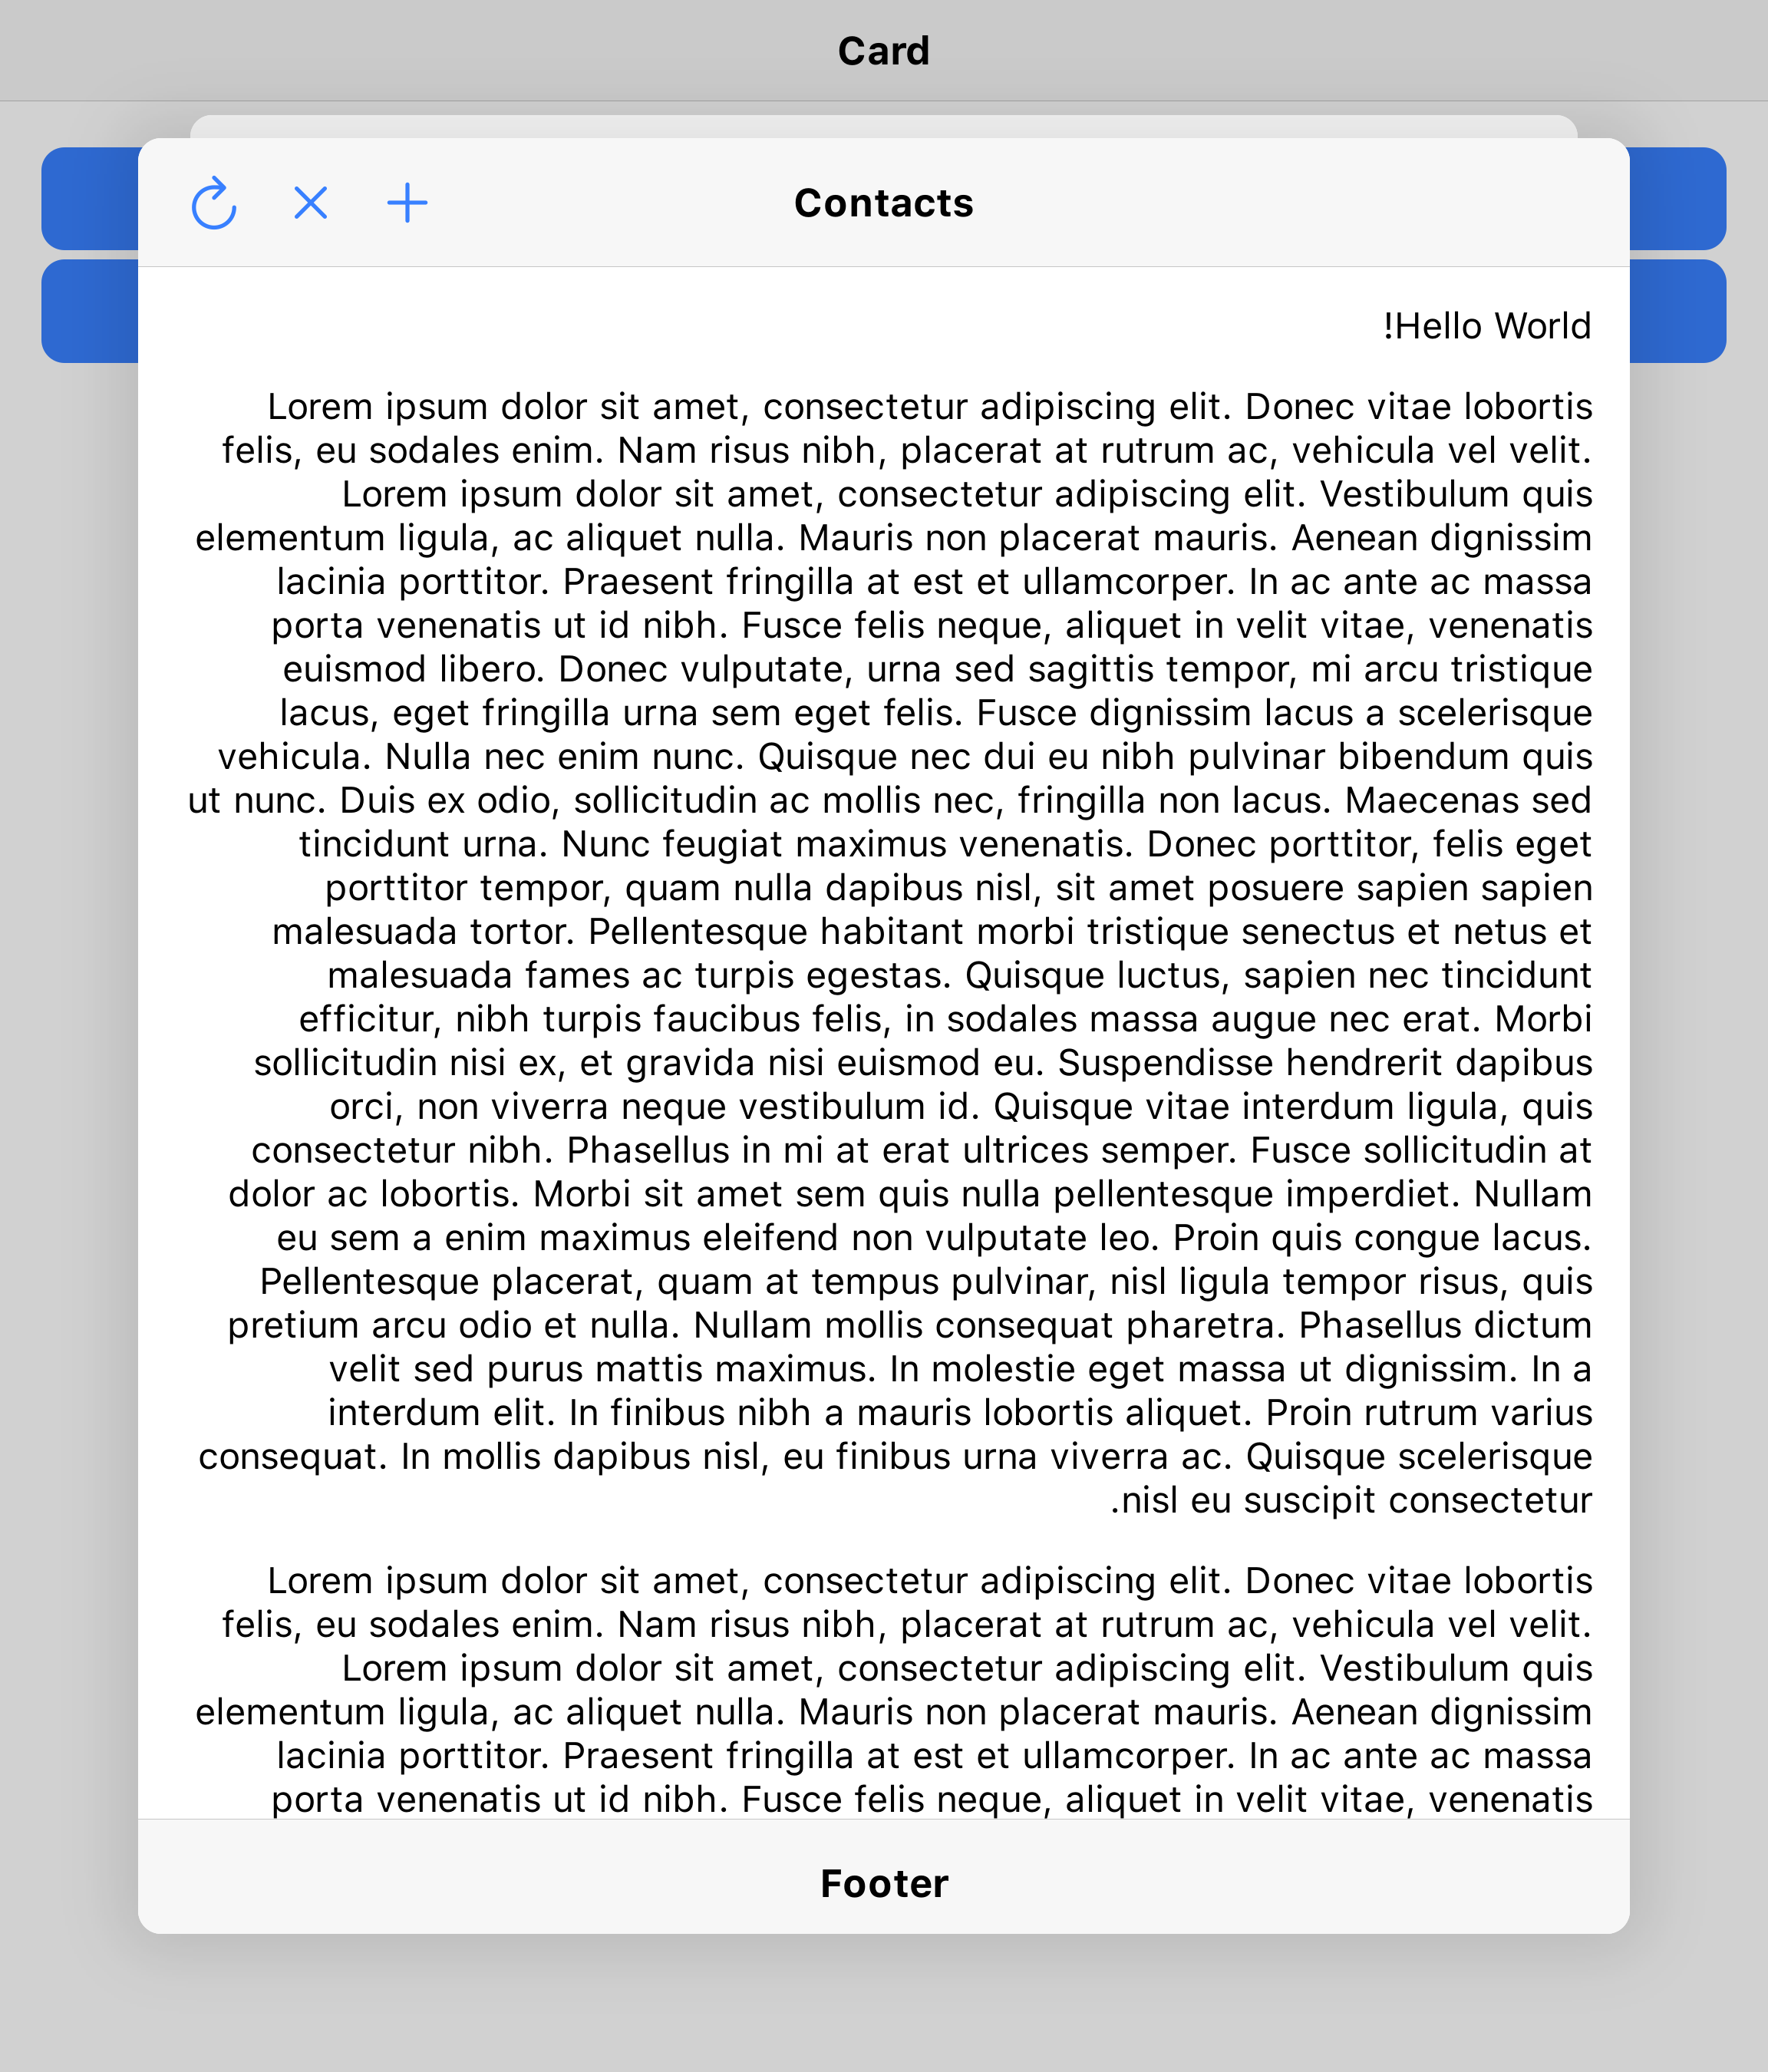 Card
Contacts
!Hello World
Lorem ipsum dolor sit amet, consectetur adipiscing elit. Donec vitae lobortis
felis, eu sodales enim. Nam risus nibh, placerat at rutrum ac, vehicula vel velit.
Lorem ipsum dolor sit amet, consectetur adipiscing elit. Vestibulum quis
elementum ligula, ac aliquet nulla. Mauris non placerat mauris. Aenean dignissim
lacinia porttitor. Praesent fringilla at est et ullamcorper. In ac ante ac massa
porta venenatis ut id nibh. Fusce felis neque, aliquet in velit vitae, venenatis
euismod libero. Donec vulputate, urna sed sagittis tempor, mi arcu tristique
lacus, eget fringilla urna sem eget felis. Fusce dignissim lacus a scelerisque
vehicula. Nulla nec enim nunc. Quisque nec dui eu nibh pulvinar bibendum quis
ut nunc. Duis ex odio, sollicitudin ac mollis nec, fringilla non lacus. Maecenas sed
tincidunt urna. Nunc feugiat maximus venenatis. Donec porttitor, felis eget
porttitor tempor, quam nulla dapibus nisl, sit amet posuere sapien sapien
malesuada tortor. Pellentesque habitant morbi tristique senectus et netus et
malesuada fames ac turpis egestas. Quisque luctus, sapien nec tincidunt
efficitur, nibh turpis faucibus felis, in sodales massa augue nec erat. Morbi
sollicitudin nisi ex, et gravida nisi euismod eu. Suspendisse hendrerit dapibus
orci, non viverra neque vestibulum id. Quisque vitae interdum ligula, quis
consectetur nibh. Phasellus in mi at erat ultrices semper. Fusce sollicitudin at
dolor ac lobortis. Morbi sit amet sem quis nulla pellentesque imperdiet. Nullam
eu sem a enim maximus eleifend non vulputate leo. Proin quis congue lacus.
Pellentesque placerat, quam at tempus pulvinar, nisl ligula tempor risus, quis
pretium arcu odio et nulla. Nullam mollis consequat pharetra. Phasellus dictum
velit sed purus mattis maximus. In molestie eget massa ut dignissim. In a
interdum elit. In finibus nibh a mauris lobortis aliquet. Proin rutrum varius
consequat. In mollis dapibus nisl, eu finibus urna viverra ac. Quisque scelerisque
.nisl eu suscipit consectetur
Lorem ipsum dolor sit amet, consectetur adipiscing elit. Donec vitae lobortis
felis, eu sodales enim. Nam risus nibh, placerat at rutrum ac, vehicula vel velit.
Lorem ipsum dolor sit amet, consectetur adipiscing elit. Vestibulum quis
elementum ligula, ac aliquet nulla. Mauris non placerat mauris. Aenean dignissim
lacinia porttitor. Praesent fringilla at est et ullamcorper. In ac ante ac massa
porta venenatis ut id nibh. Fusce felis neque, aliquet in velit vitae, venenatis
Footer